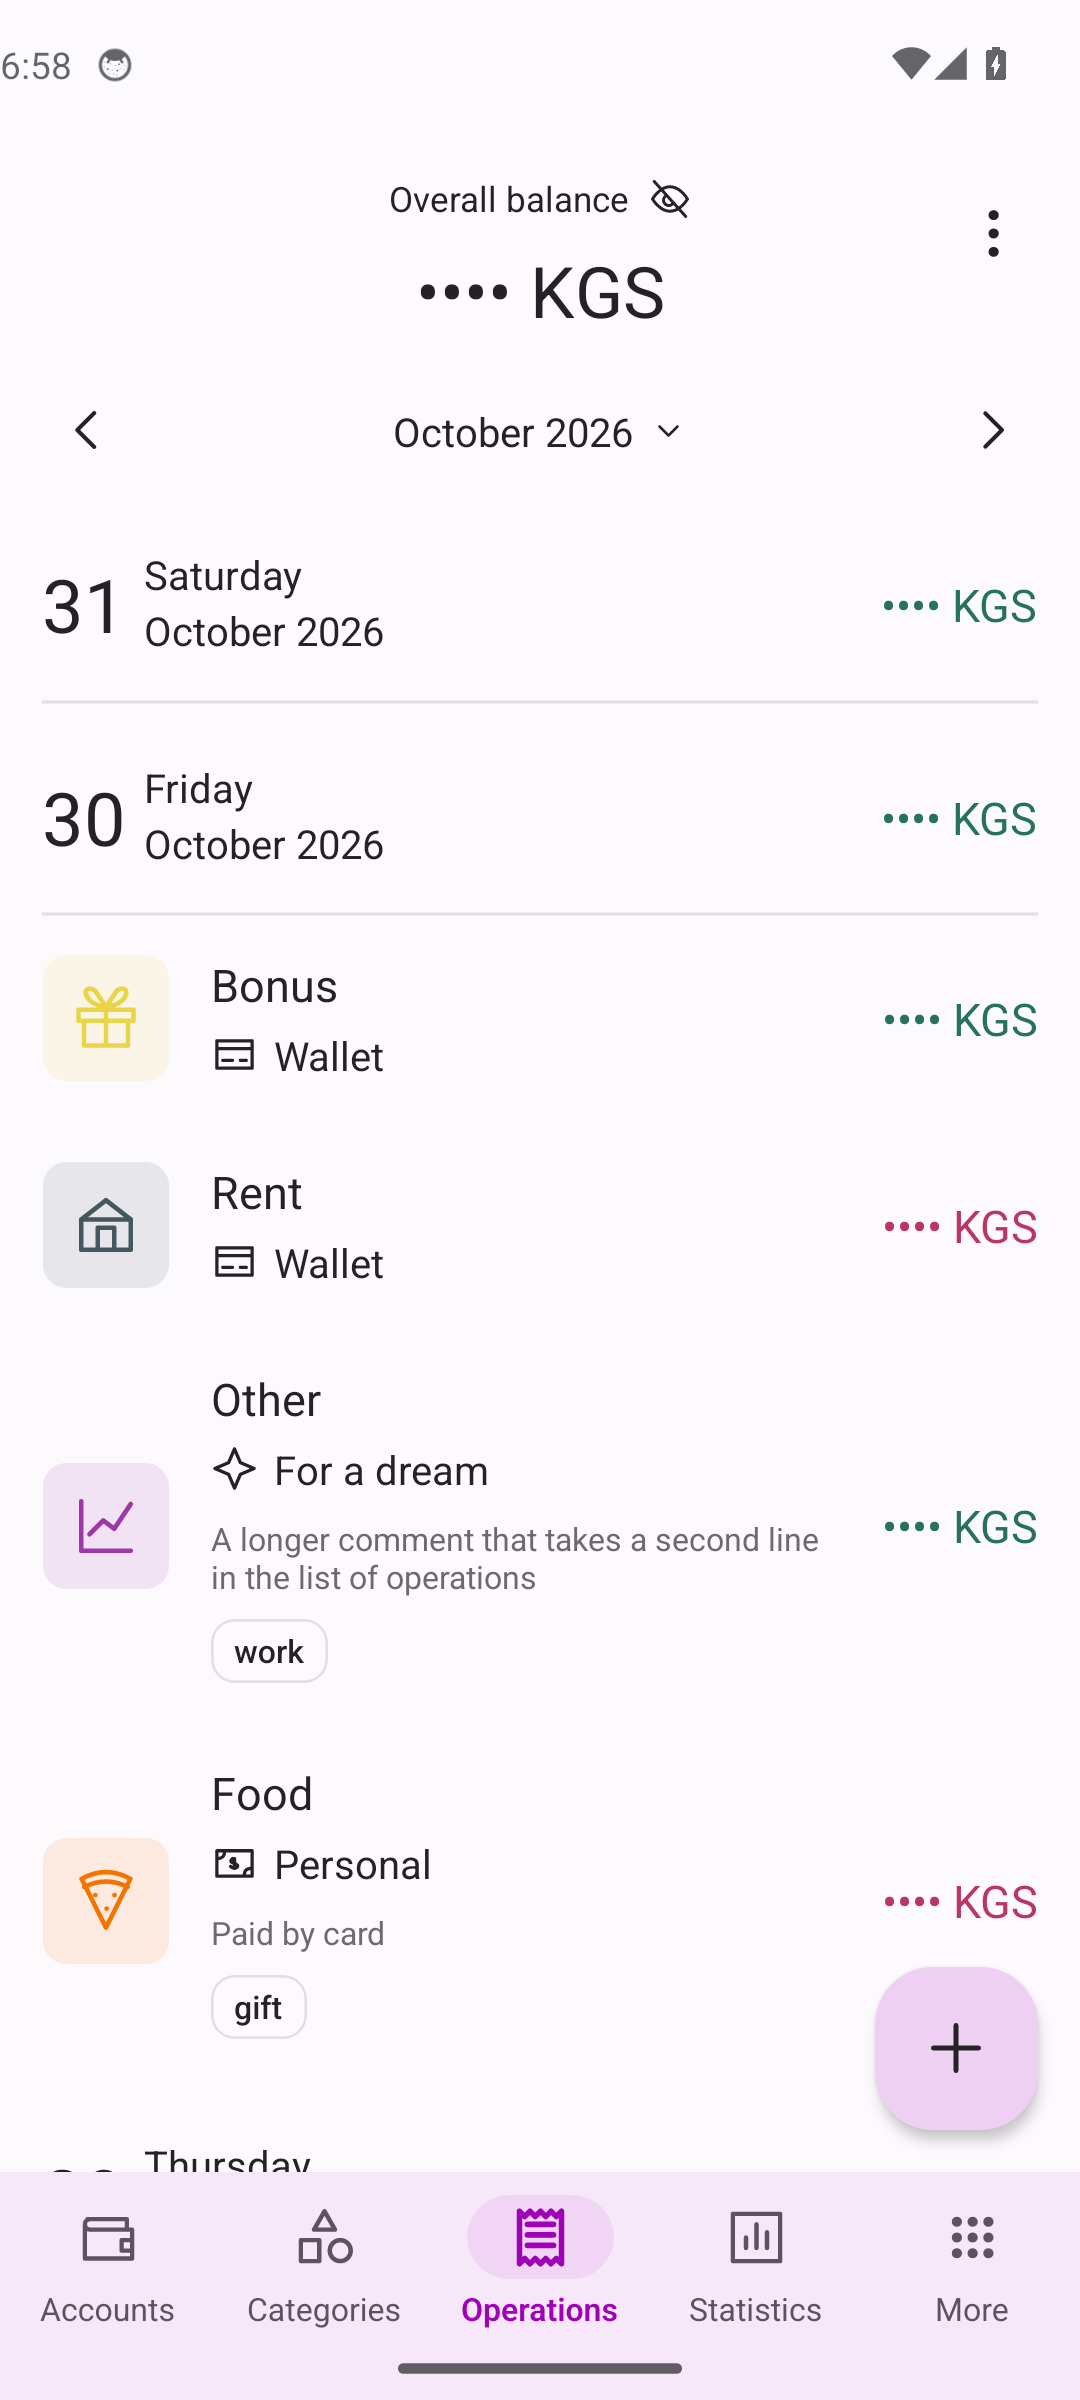 6:58
Overall balance
•••• KGS
October 2026
31
Saturday
October 2026
•••• KGS
30
Friday
October 2026
•••• KGS
Bonus
Wallet
•••• KGS
Rent
Wallet
•••• KGS
Other
For a dream
A longer comment that takes a second line
in the list of operations
•••• KGS
work
Food
Personal
Paid by card
•••• KGS
gift
Thursday
Accounts
Categories
Operations
Statistics
More